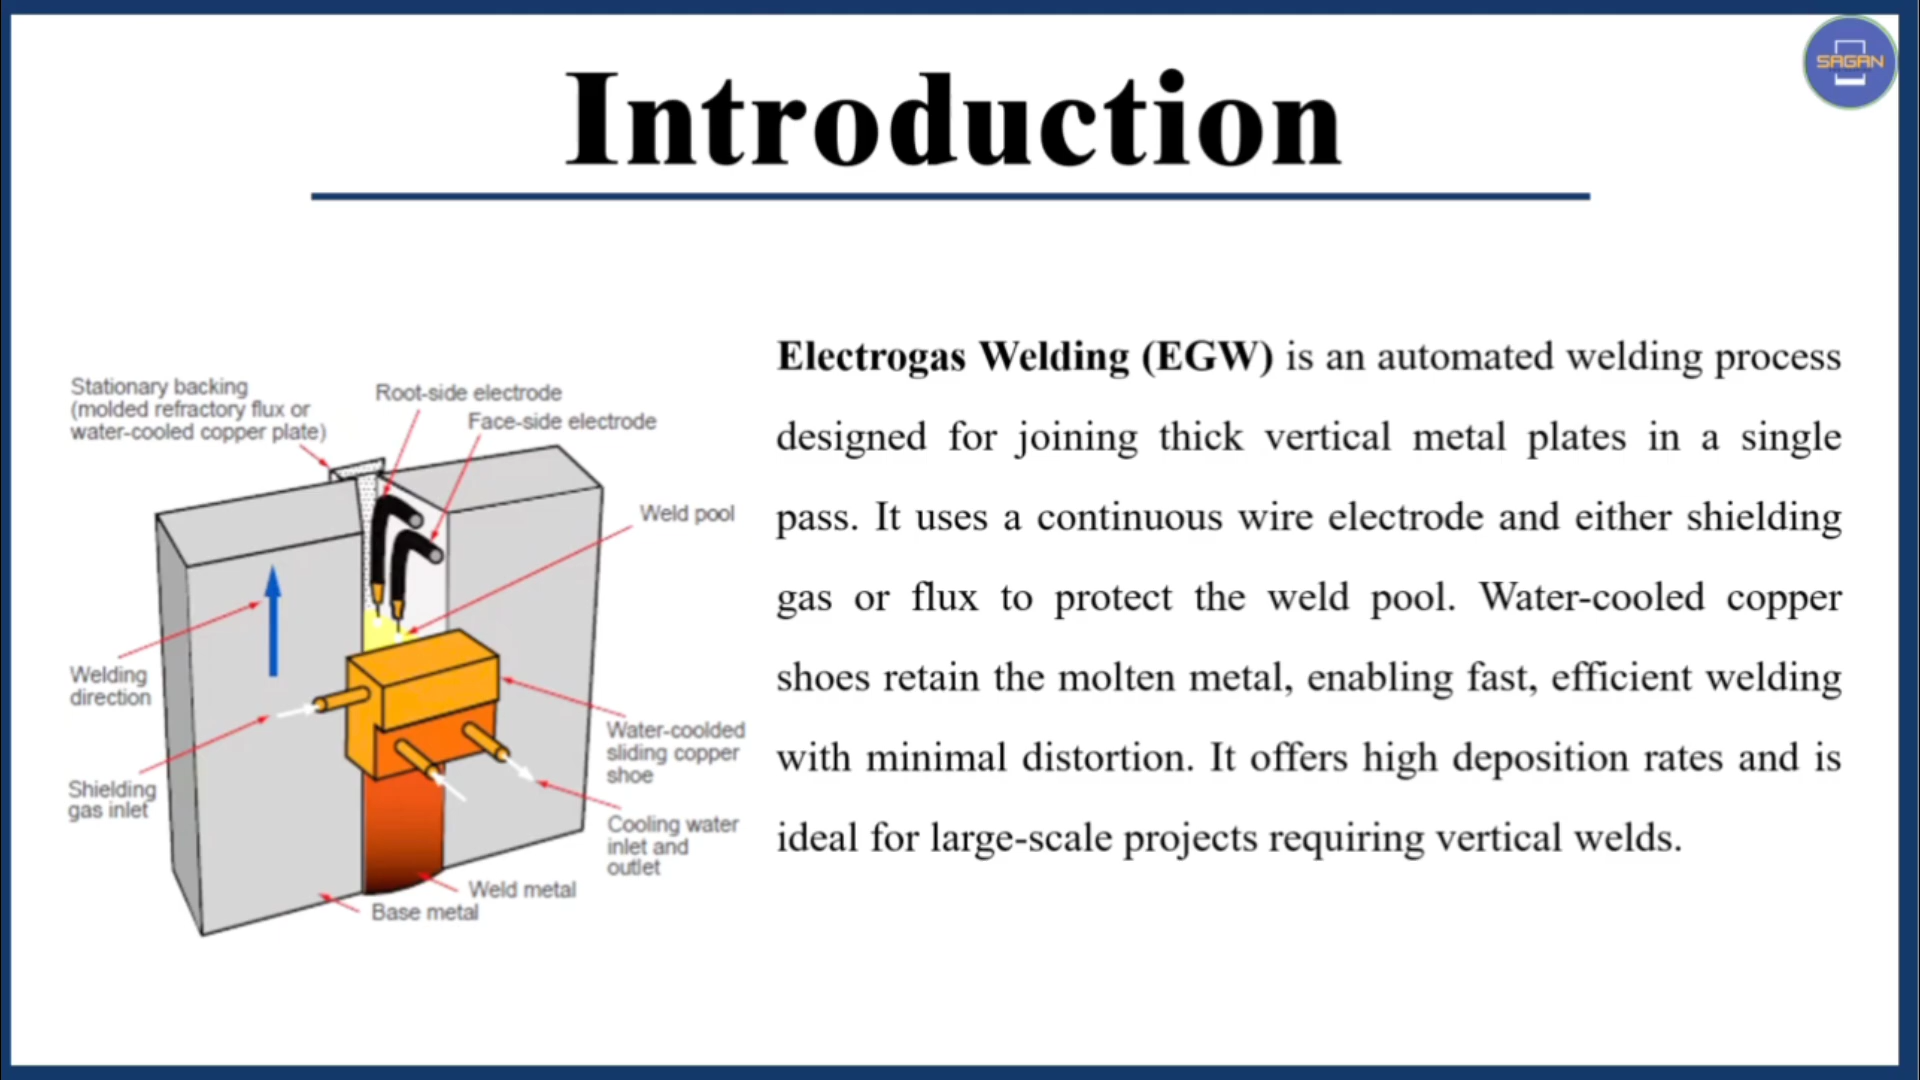 SAGAN
Introduction
Stationary backing
(molded refractory flux or
water-cooled copper plate)
Root-side electrode
Face-side electrode
Weld pool
Welding
direction
Shielding
gas inlet
Water-coolded
sliding copper
shoe
Cooling water
inlet and
outlet
Weld metal
Base metal
Electrogas Welding (EGW) is an automated welding process
designed for joining thick vertical metal plates in a single
pass. It uses a continuous wire electrode and either shielding
gas or flux to protect the weld pool. Water-cooled copper
shoes retain the molten metal, enabling fast, efficient welding
with minimal distortion. It offers high deposition rates and is
ideal for large-scale projects requiring vertical welds.